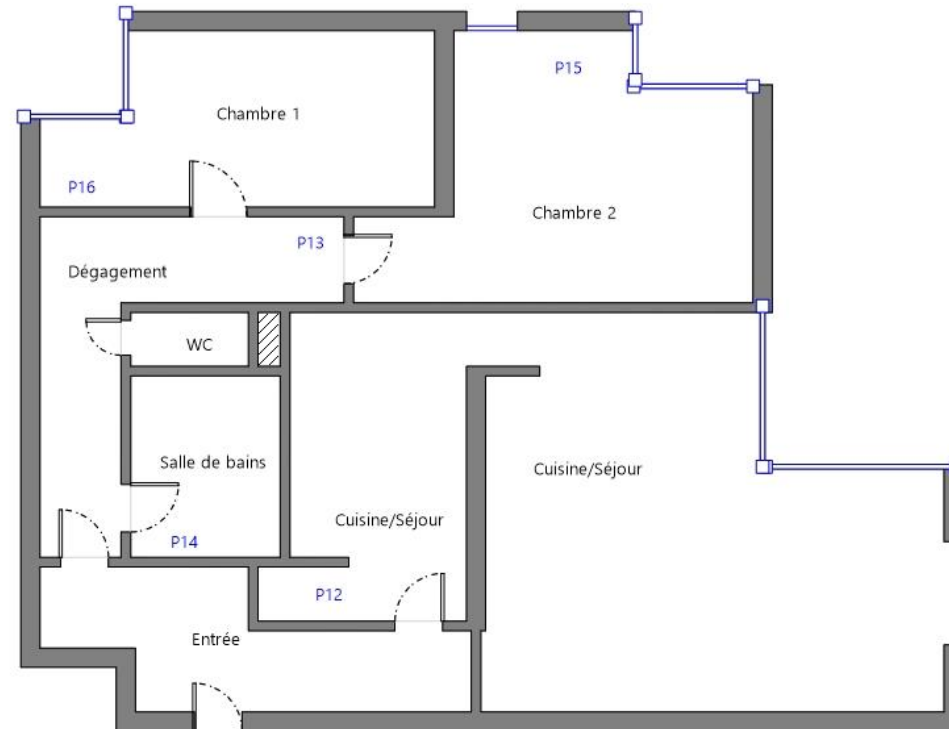 P15
Chambre 1
P16
Chambre 2
P13
Dégagement
WC
Salle de bains
Cuisine/Séjour
Cuisine/Séjour
P14
P12
Entrée